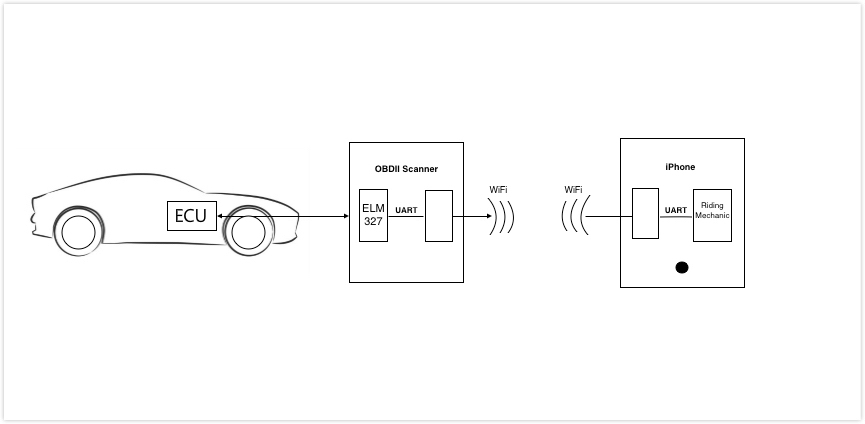 OBDII Scanner
iPhone
WiFi
WiFi
ECU
ELM
327
UART
UART
Riding
Mechanic